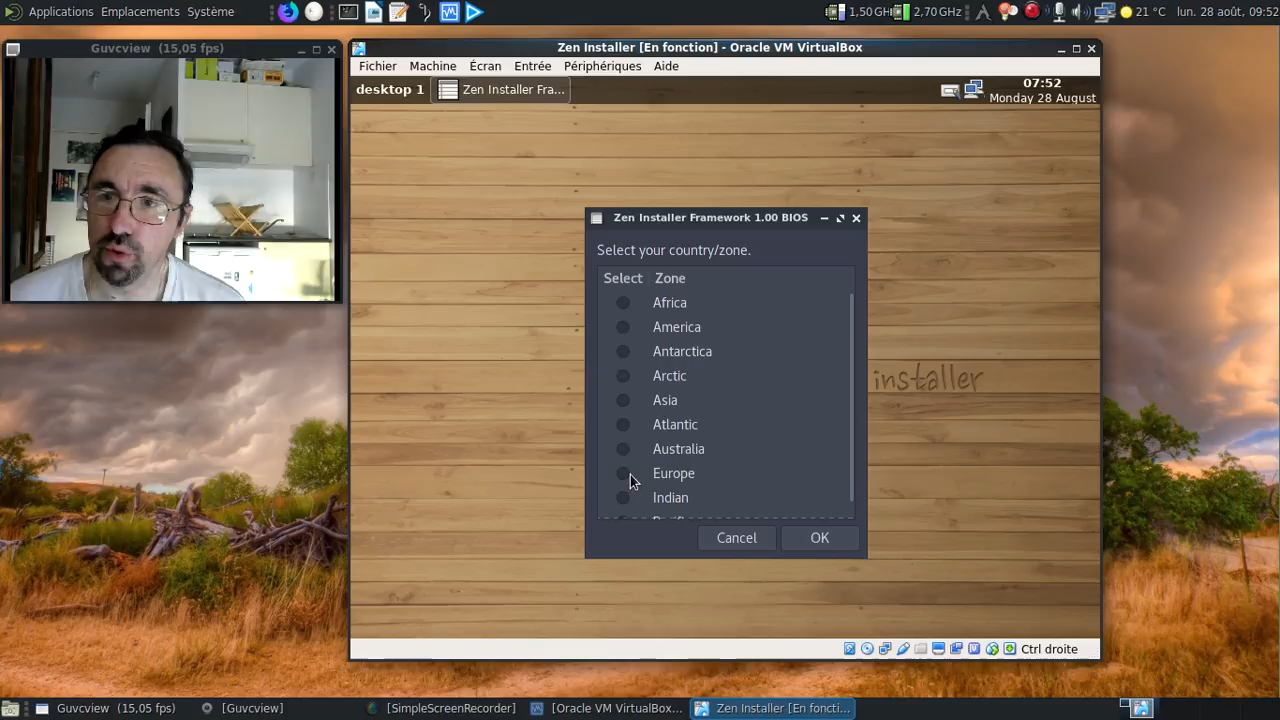 Applications Emplacements Système
1,50 GHz 2,70 GHz 21 °C lun. 28 août, 09:52
Guvcview (15,05 fps)
Zen Installer [En fonction] - Oracle VM VirtualBox
Fichier Machine Écran Entrée Périphériques Aide
desktop 1 Zen Installer Fra...
07:52
Monday 28 August
Zen Installer Framework 1.00 BIOS
Select your country/zone.
Select Zone
Africa
America
Antarctica
Arctic
Asia
Atlantic
Australia
Europe
Indian
Cancel OK
installer
Ctrl droite
Guvcview (15,05 fps) [Guvcview] [SimpleScreenRecorder] [Oracle VM VirtualBox... Zen Installer [En foncti...